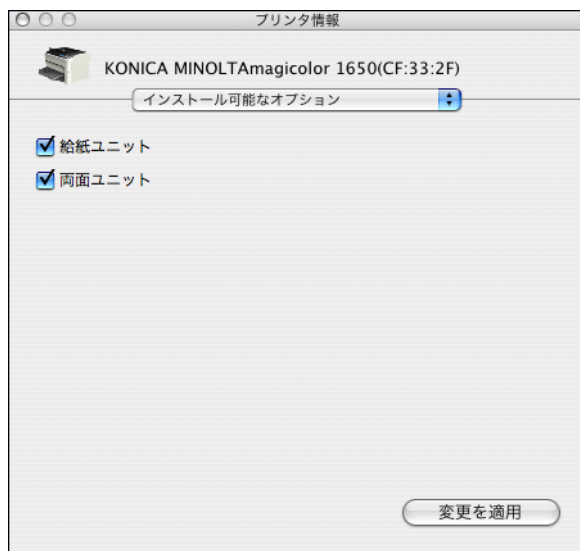 プリンタ情報
KONICA MINOLTAmagicolor 1650(CF:33:2F)
インストール可能なオプション
給紙ユニット
両面ユニット
変更を適用